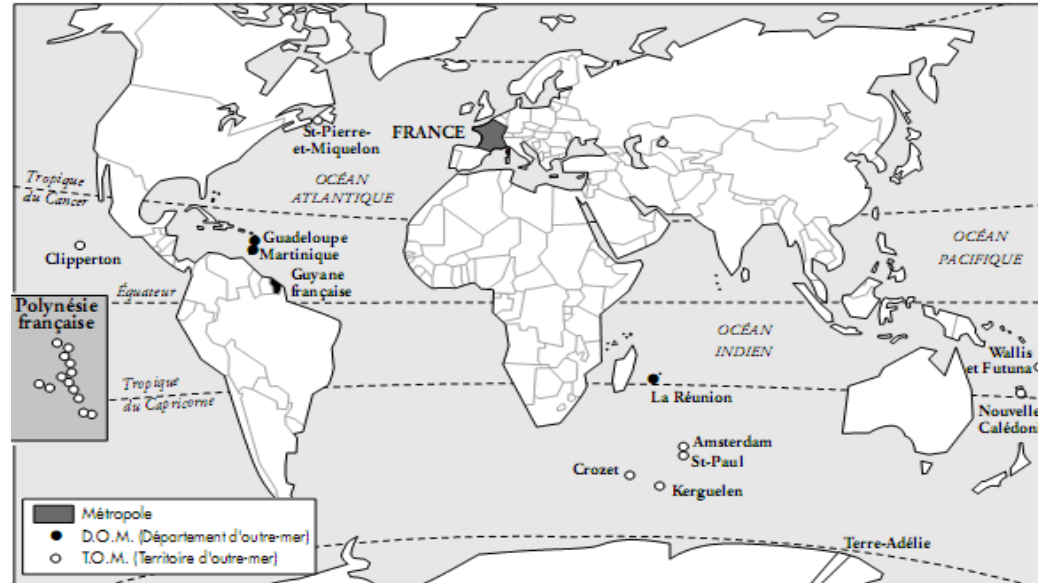 St-Pierre-
et-Miquelon
FRANCE
OCÉAN
ATLANTIQUE
Tropique
du Cancer
Clipperton
Guadeloupe
Martinique
Guyane
française
Équateur
Polynésie
française
Tropique
du Capricorne
OCÉAN
PACIFIQUE
OCÉAN
INDIEN
Wallis
et Futuna
La Réunion
Nouvelle
Calédoni
Amsterdam
St-Paul
Crozet
Kerguelen
Terre-Adélie
Métropole
D.O.M. (Département d'outre-mer)
T.O.M. (Territoire d'outre-mer)